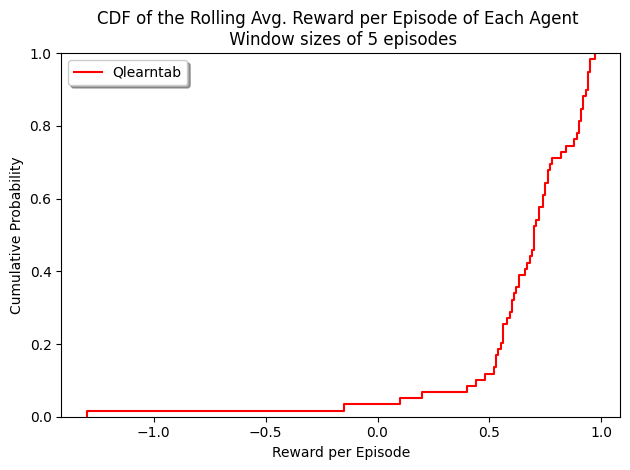 CDF of the Rolling Avg. Reward per Episode of Each Agent
Window sizes of 5 episodes
Qlearntab
1.0
0.8
0.6
0.4
0.2
0.0
Cumulative Probability
−1.0 −0.5 0.0 0.5 1.0
Reward per Episode